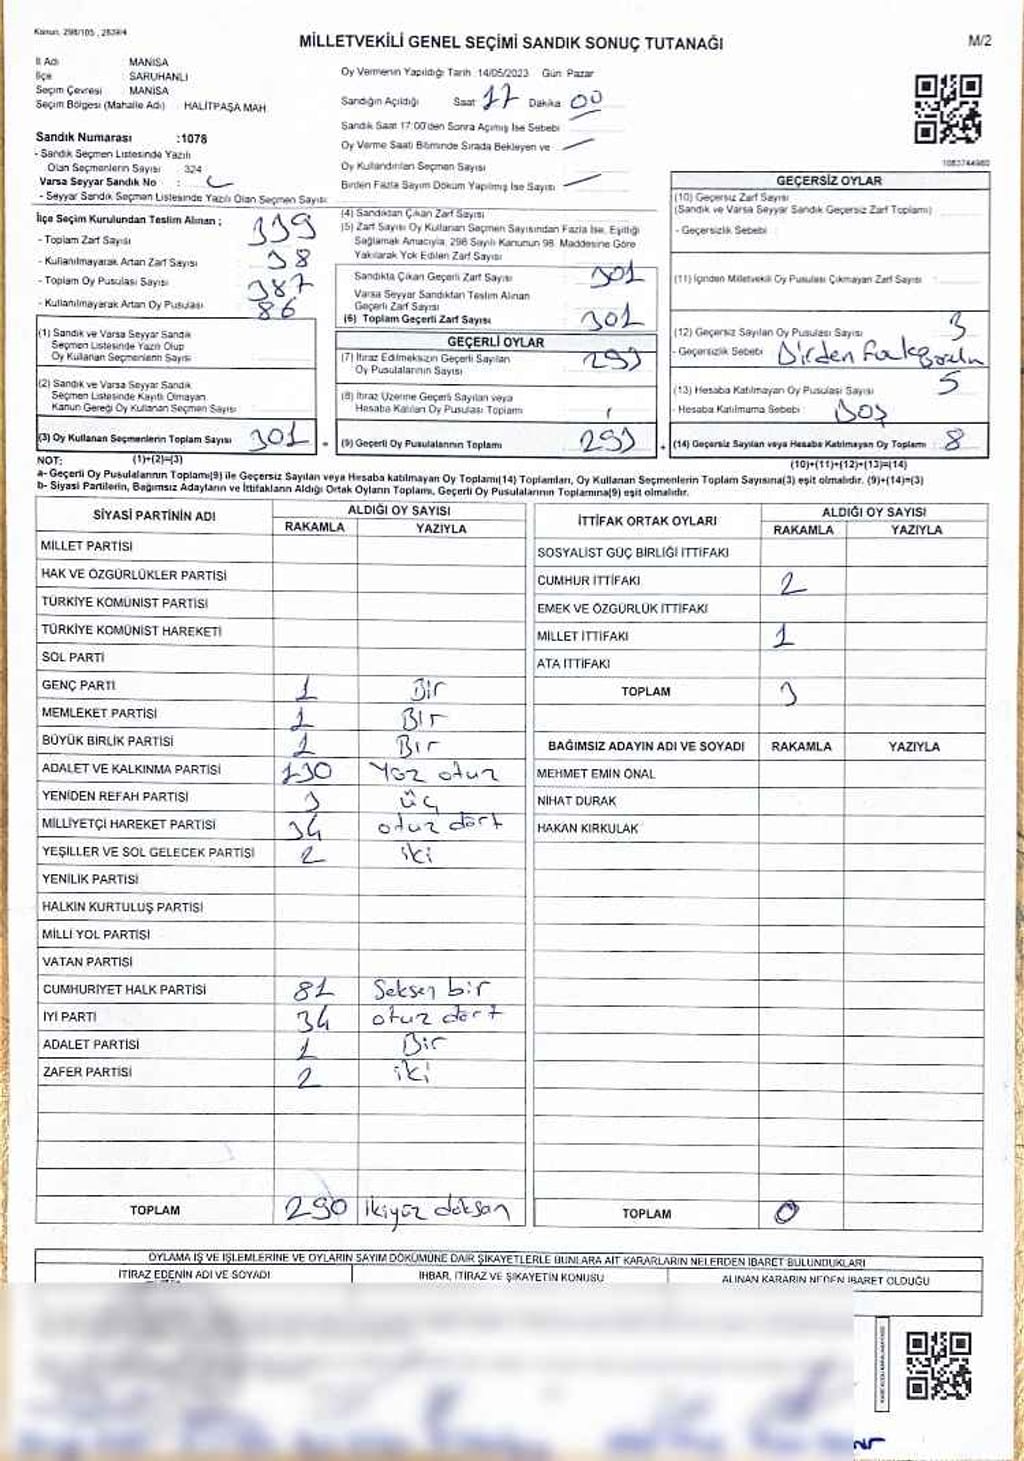 Kanun. 298/105 , 2839/4
MİLLETVEKİLİ GENEL SEÇİMİ SANDIK SONUÇ TUTANAĞI
M/2
İl Adı MANİSA
İlçe SARUHANLI
Seçim Çevresi MANİSA
Seçim Bölgesi (Mahalle Adı) : HALİTPAŞA MAH
Sandık Numarası :1078
- Sandık Seçmen Listesinde Yazılı
Olan Seçmenlerin Sayısı : 324
Varsa Seyyar Sandık No :
- Seyyar Sandık Seçmen Listesinde Yazılı Olan Seçmen Sayısı
Oy Vermenin Yapıldığı Tarih :14/05/2023 Gün Pazar
Sandığın Açıldığı Saat 17 Dakika 00
Sandık Saat 17:00'den Sonra Açılmış İse Sebebi
Oy Verme Saati Bitiminde Sırada Bekleyen ve
Oy Kullandırılan Seçmen Sayısı
Birden Fazla Sayım Döküm Yapılmış İse Sayısı
1083744980
İlçe Seçim Kurulundan Teslim Alınan ;
- Toplam Zarf Sayısı 339
- Kullanılmayarak Artan Zarf Sayısı 38
- Toplam Oy Pusulası Sayısı 387
- Kullanılmayarak Artan Oy Pusulası 86
(1) Sandık ve Varsa Seyyar Sandık
Seçmen Listesinde Yazılı Olup
Oy Kullanan Seçmenlerin Sayısı
(2) Sandık ve Varsa Seyyar Sandık
Seçmen Listesinde Kayıtlı Olmayan
Kanun Gereği Oy Kullanan Seçmen Sayısı
(3) Oy Kullanan Seçmenlerin Toplam Sayısı 301 =
(1)+(2)=(3)
(4) Sandıktan Çıkan Zarf Sayısı
(5) Zarf Sayısı Oy Kullanan Seçmen Sayısından Fazla İse, Eşitliği
Sağlamak Amacıyla, 298 Sayılı Kanunun 98. Maddesine Göre
Yakılarak Yok Edilen Zarf Sayısı
Sandıkta Çıkan Geçerli Zarf Sayısı 301
Varsa Seyyar Sandıktan Teslim Alınan
Geçerli Zarf Sayısı
(6) Toplam Geçerli Zarf Sayısı 301
GEÇERLİ OYLAR
(7) İtiraz Edilmeksizin Geçerli Sayılan
Oy Pusulalarının Sayısı 293
(8) İtiraz Üzerine Geçerli Sayılan veya
Hesaba Katılan Oy Pusulası Toplamı
(9) Geçerli Oy Pusulalarının Toplamı 293 +
GEÇERSİZ OYLAR
(10) Geçersiz Zarf Sayısı
(Sandık ve Varsa Seyyar Sandık Geçersiz Zarf Toplamı)
- Geçersizlik Sebebi
(11) İçinden Milletvekili Oy Pusulası Çıkmayan Zarf Sayısı
(12) Geçersiz Sayılan Oy Pusulası Sayısı 3
- Geçersizlik Sebebi
(13) Hesaba Katılmayan Oy Pusulası Sayısı 5
- Hesaba Katılmama Sebebi Boş
(14) Geçersiz Sayılan veya Hesaba Katılmayan Oy Toplamı 8
(10)+(11)+(12)+(13)=(14)
NOT:
a- Geçerli Oy Pusulalarının Toplamı(9) ile Geçersiz Sayılan veya Hesaba katılmayan Oy Toplamı(14) Toplamları, Oy Kullanan Seçmenlerin Toplam Sayısına(3) eşit olmalıdır. (9)+(14)=(3)
b- Siyasi Partilerin, Bağımsız Adayların ve İttifakların Aldığı Ortak Oyların Toplamı, Geçerli Oy Pusulalarının Toplamına(9) eşit olmalıdır.
SİYASİ PARTİNİN ADI ALDIĞI OY SAYISI
RAKAMLA YAZIYLA
MİLLET PARTİSİ
HAK VE ÖZGÜRLÜKLER PARTİSİ
TÜRKİYE KOMÜNİST PARTİSİ
TÜRKİYE KOMÜNİST HAREKETİ
SOL PARTİ
GENÇ PARTİ 1 Bir
MEMLEKET PARTİSİ 1 Bir
BÜYÜK BİRLİK PARTİSİ 1 Bir
ADALET VE KALKINMA PARTİSİ 130 Yüz otuz
YENİDEN REFAH PARTİSİ 3 üç
MİLLİYETÇİ HAREKET PARTİSİ 34 otuz dört
YEŞİLLER VE SOL GELECEK PARTİSİ 2 iki
YENİLİK PARTİSİ
HALKIN KURTULUŞ PARTİSİ
MİLLİ YOL PARTİSİ
VATAN PARTİSİ
CUMHURİYET HALK PARTİSİ 81 Seksen bir
İYİ PARTİ 34 otuz dört
ADALET PARTİSİ 1 Bir
ZAFER PARTİSİ 2 iki
TOPLAM 290 ikiyüz doksan
İTTİFAK ORTAK OYLARI ALDIĞI OY SAYISI
RAKAMLA YAZIYLA
SOSYALİST GÜÇ BİRLİĞİ İTTİFAKI
CUMHUR İTTİFAKI 2
EMEK VE ÖZGÜRLÜK İTTİFAKI
MİLLET İTTİFAKI 1
ATA İTTİFAKI
TOPLAM 3
BAĞIMSIZ ADAYIN ADI VE SOYADI RAKAMLA YAZIYLA
MEHMET EMİN ÖNAL
NİHAT DURAK
HAKAN KIRKULAK
TOPLAM 0
OYLAMA İŞ VE İŞLEMLERİNE VE OYLARIN SAYIM DÖKÜMÜNE DAİR ŞİKAYETLERLE BUNLARA AİT KARARLARIN NELERDEN İBARET BULUNDUKLARI
İTİRAZ EDENİN ADI VE SOYADI İHBAR, İTİRAZ VE ŞİKAYETİN KONUSU ALINAN KARARIN NEDEN İBARET OLDUĞU